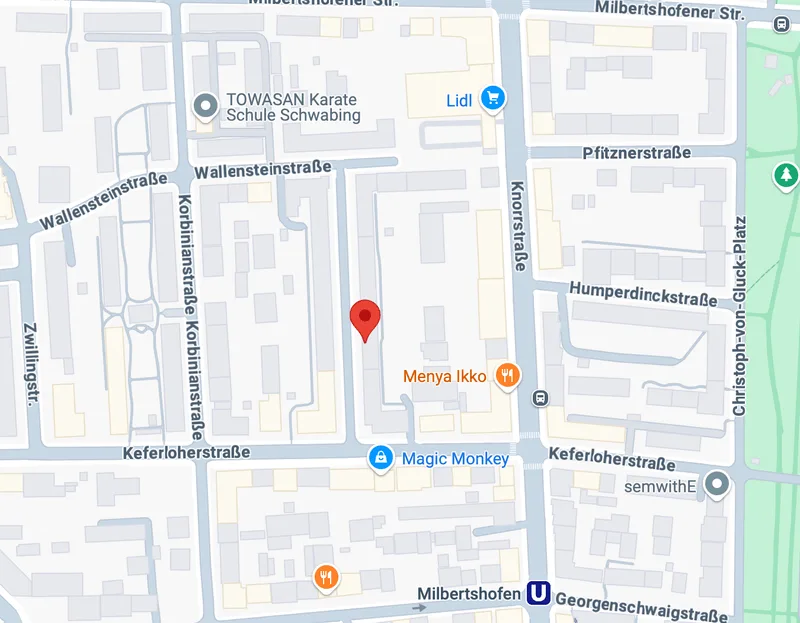 Milbertshofener Str.
Milbertshofener Str.
TOWASAN Karate
Schule Schwabing
Lidl
Pfitznerstraße
Wallensteinstraße
Wallensteinstraße
Knorrstraße
Korbinianstraße
Korbinianstraße
Christoph-von-Gluck-Platz
Humperdinckstraße
Zwillingstr.
Menya Ikko
Keferloherstraße
Magic Monkey
Keferloherstraße
semwithE
Milbertshofen
U
Georgenschwaigstraße